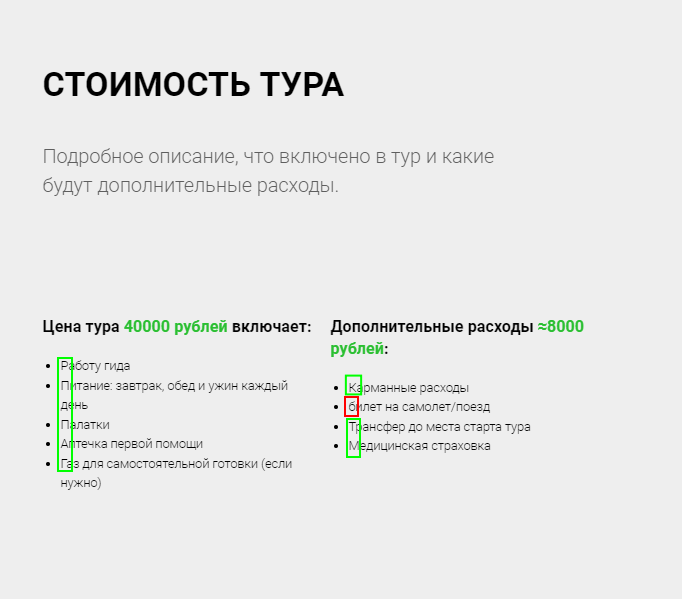 СТОИМОСТЬ ТУРА
Подробное описание, что включено в тур и какие
будут дополнительные расходы.
Цена тура 40000 рублей включает:
Работу гида
Питание: завтрак, обед и ужин каждый
день
Палатки
Аптечка первой помощи
Газ для самостоятельной готовки (если
нужно)
Дополнительные расходы ≈8000
рублей:
Карманные расходы
билет на самолет/поезд
Трансфер до места старта тура
Медицинская страховка